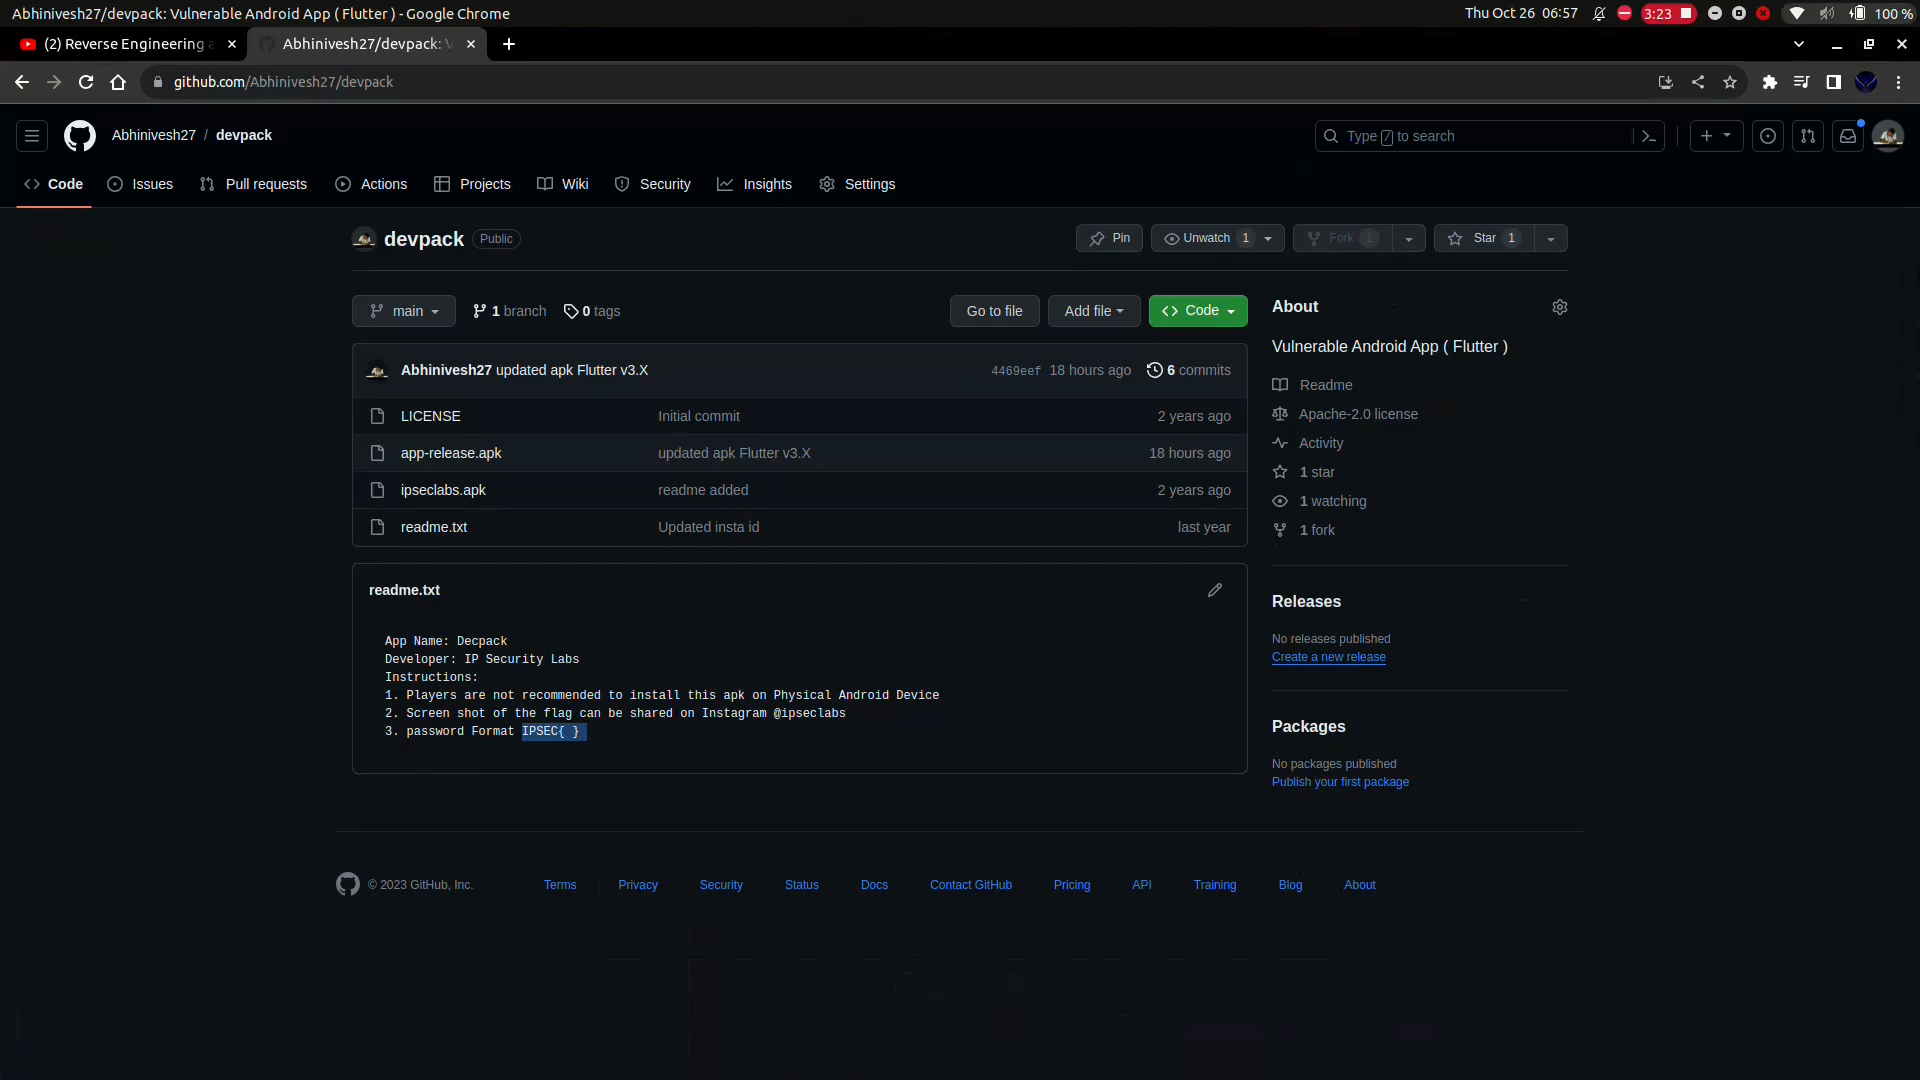 Abhinivesh27/devpack: Vulnerable Android App ( Flutter ) - Google Chrome
Thu Oct 26 06:57
3:23
100 %
(2) Reverse Engineering
Abhinivesh27/devpack:
github.com/Abhinivesh27/devpack
Abhinivesh27 / devpack
Type / to search
Code
Issues
Pull requests
Actions
Projects
Wiki
Security
Insights
Settings
devpack
Public
Pin
Unwatch 1
Fork 1
Star 1
main
1 branch
0 tags
Go to file
Add file
Code
Abhinivesh27 updated apk Flutter v3.X
4469eef 18 hours ago
6 commits
LICENSE Initial commit 2 years ago
app-release.apk updated apk Flutter v3.X 18 hours ago
ipseclabs.apk readme added 2 years ago
readme.txt Updated insta id last year
readme.txt
App Name: Decpack
Developer: IP Security Labs
Instructions:
1. Players are not recommended to install this apk on Physical Android Device
2. Screen shot of the flag can be shared on Instagram @ipseclabs
3. password Format IPSEC{ }
About
Vulnerable Android App ( Flutter )
Readme
Apache-2.0 license
Activity
1 star
1 watching
1 fork
Releases
No releases published
Create a new release
Packages
No packages published
Publish your first package
© 2023 GitHub, Inc.
Terms
Privacy
Security
Status
Docs
Contact GitHub
Pricing
API
Training
Blog
About